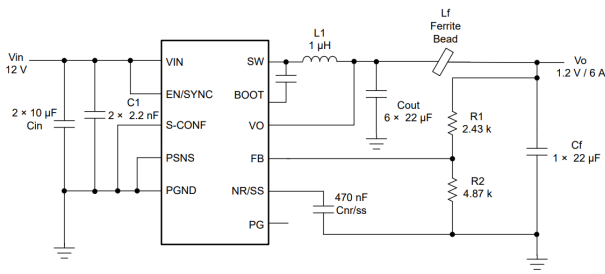 Lf
Ferrite
Bead
L1
1 µH
Vin
12 V
VIN
SW
Vo
1.2 V / 6 A
EN/SYNC
BOOT
C1
2 × 2.2 nF
2 × 10 µF
Cin
S-CONF
VO
Cout
6 × 22 µF
R1
2.43 k
PSNS
FB
Cf
1 × 22 µF
R2
4.87 k
PGND
NR/SS
470 nF
Cnr/ss
PG